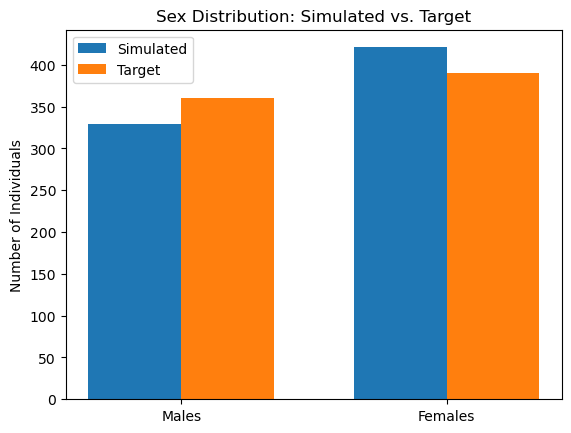 Sex Distribution: Simulated vs. Target
Simulated
Target
Number of Individuals
400
350
300
250
200
150
100
50
0
Males
Females